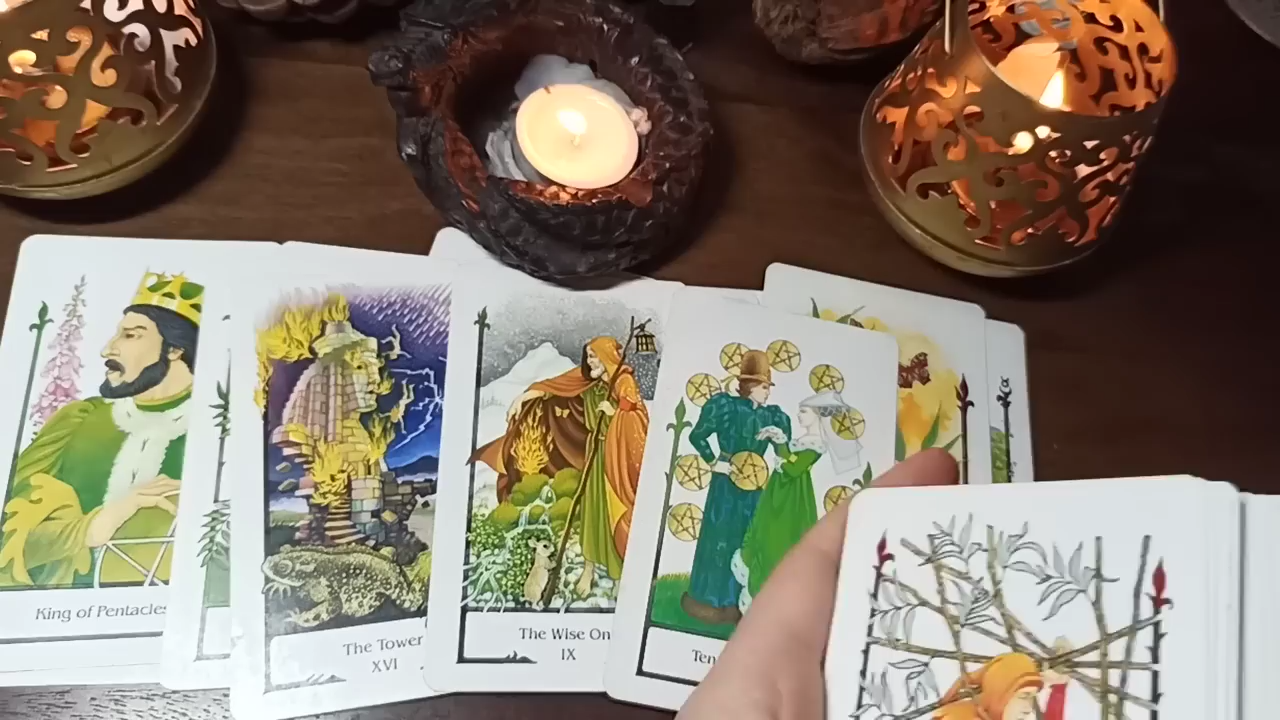 King of Pentacles
The Tower
XVI
The Wise On
IX
Ten